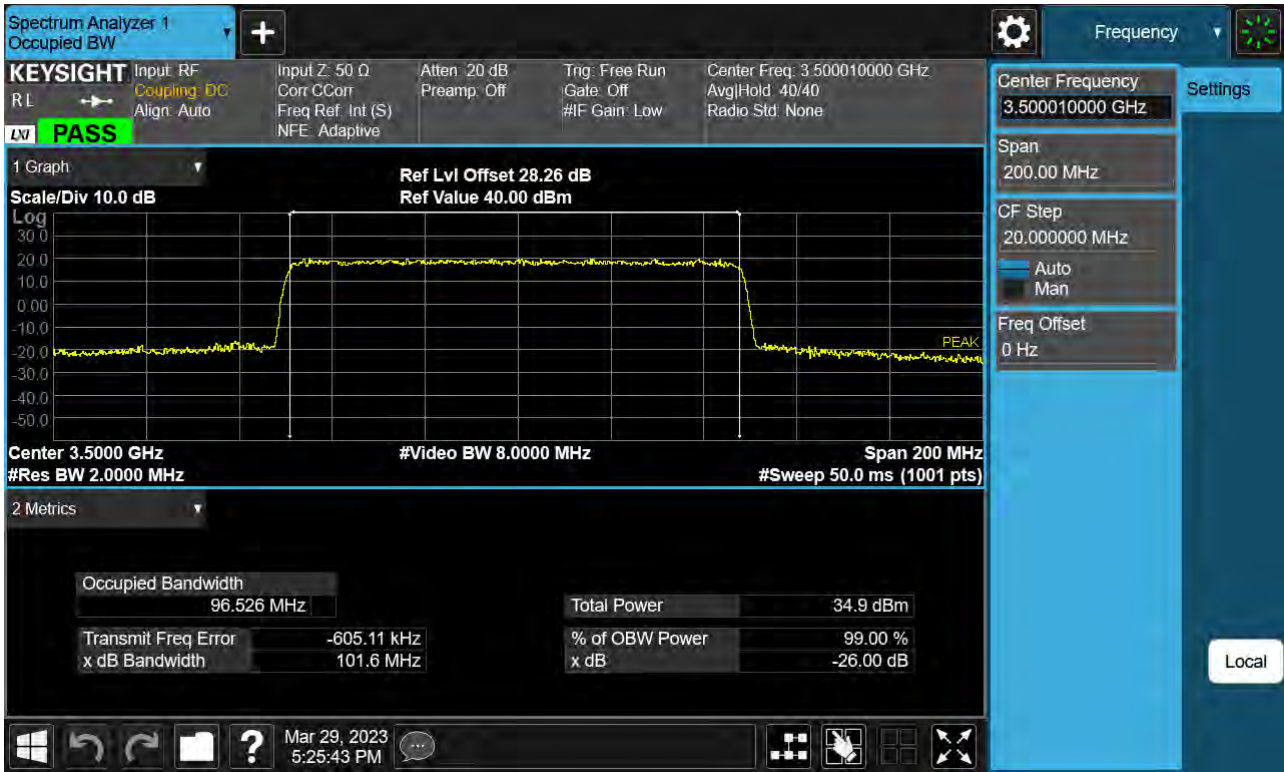 Spectrum Analyzer 1
Occupied BW
+
Frequency
KEYSIGHT
RL
LXI
PASS
Input: RF
Coupling: DC
Align: Auto
Input Z: 50 Ω
Corr CCorr
Freq Ref: Int (S)
NFE: Adaptive
Atten: 20 dB
Preamp: Off
Trig: Free Run
Gate: Off
#IF Gain: Low
Center Freq: 3.500010000 GHz
Avg|Hold: 40/40
Radio Std: None
Center Frequency
3.500010000 GHz
Settings
Span
200.00 MHz
CF Step
20.000000 MHz
Auto
Man
Freq Offset
0 Hz
Local
1 Graph
Scale/Div 10.0 dB
Ref Lvl Offset 28.26 dB
Ref Value 40.00 dBm
Log
30.0
20.0
10.0
0.00
-10.0
-20.0
-30.0
-40.0
-50.0
PEAK
Center 3.5000 GHz
#Video BW 8.0000 MHz
Span 200 MHz
#Res BW 2.0000 MHz
#Sweep 50.0 ms (1001 pts)
2 Metrics
Occupied Bandwidth
96.526 MHz
Total Power 34.9 dBm
Transmit Freq Error -605.11 kHz
% of OBW Power 99.00 %
x dB Bandwidth 101.6 MHz
x dB -26.00 dB
?
Mar 29, 2023
5:25:43 PM